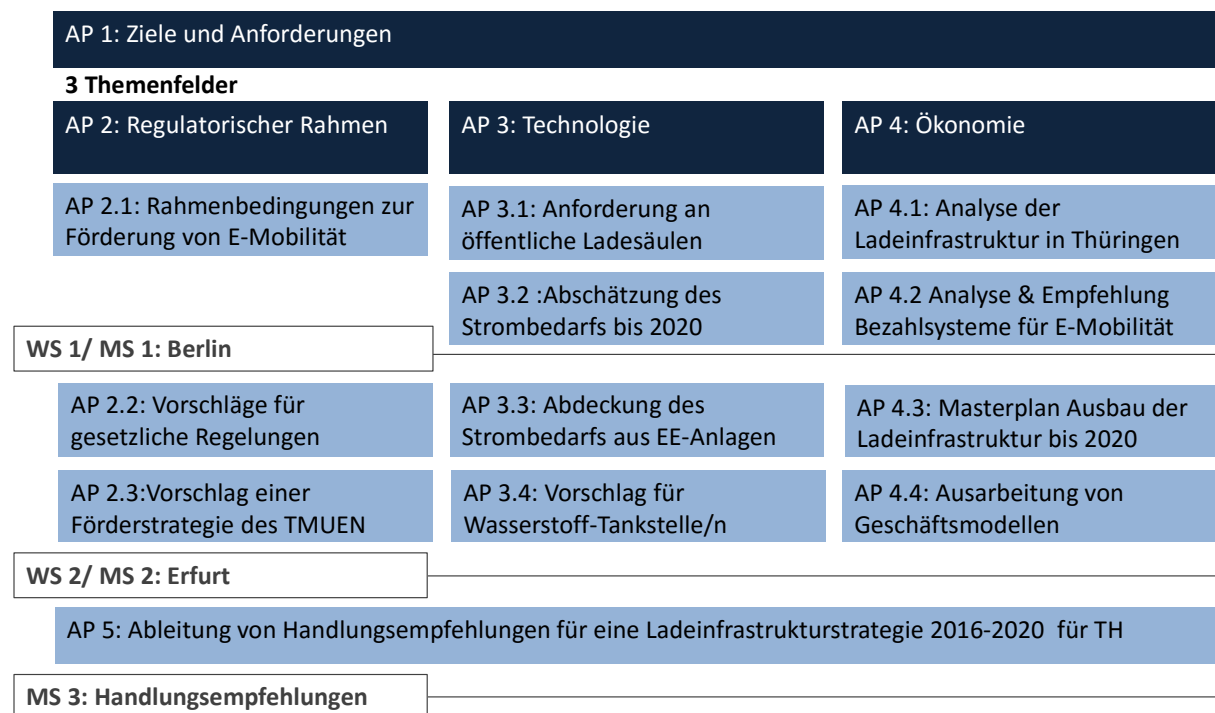 AP 1: Ziele und Anforderungen
3 Themenfelder
AP 2: Regulatorischer Rahmen
AP 3: Technologie
AP 4: Ökonomie
AP 2.1: Rahmenbedingungen zur
Förderung von E-Mobilität
AP 3.1: Anforderung an
öffentliche Ladesäulen
AP 4.1: Analyse der
Ladeinfrastruktur in Thüringen
AP 3.2 :Abschätzung des
Strombedarfs bis 2020
AP 4.2 Analyse & Empfehlung
Bezahlsysteme für E-Mobilität
WS 1/ MS 1: Berlin
AP 2.2: Vorschläge für
gesetzliche Regelungen
AP 3.3: Abdeckung des
Strombedarfs aus EE-Anlagen
AP 4.3: Masterplan Ausbau der
Ladeinfrastruktur bis 2020
AP 2.3:Vorschlag einer
Förderstrategie des TMUEN
AP 3.4: Vorschlag für
Wasserstoff-Tankstelle/n
AP 4.4: Ausarbeitung von
Geschäftsmodellen
WS 2/ MS 2: Erfurt
AP 5: Ableitung von Handlungsempfehlungen für eine Ladeinfrastrukturstrategie 2016-2020 für TH
MS 3: Handlungsempfehlungen